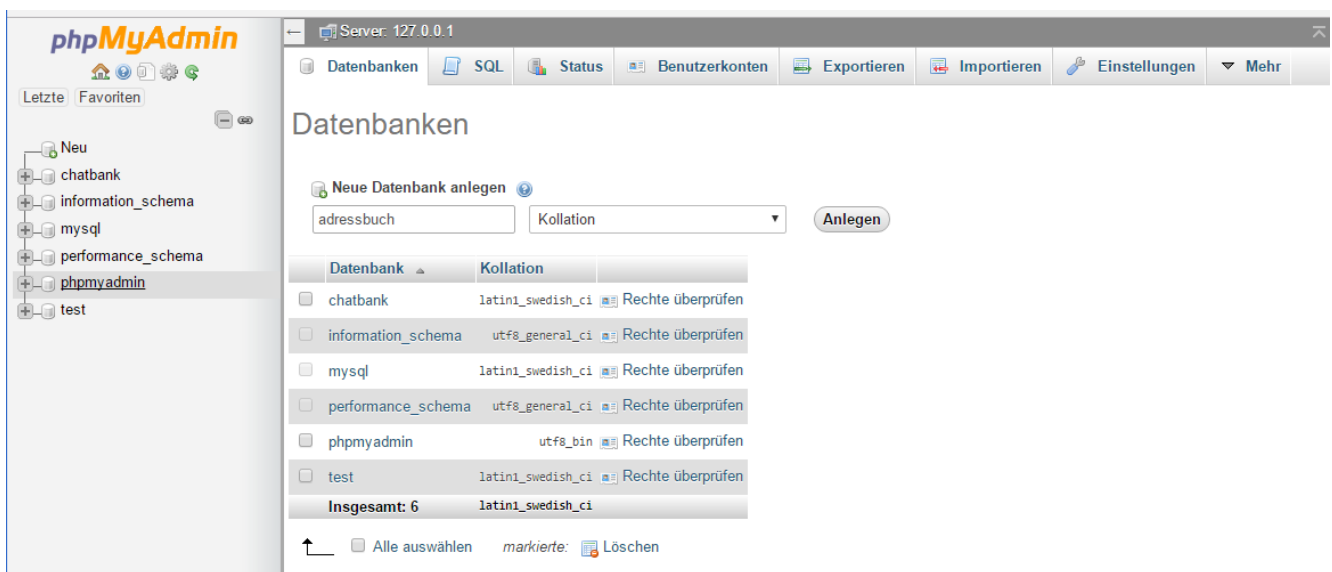 phpMyAdmin
Letzte Favoriten
Neu
chatbank
information_schema
mysql
performance_schema
phpmyadmin
test
Server: 127.0.0.1
Datenbanken SQL Status Benutzerkonten Exportieren Importieren Einstellungen Mehr
Datenbanken
Neue Datenbank anlegen
adressbuch Kollation Anlegen
Datenbank Kollation
chatbank latin1_swedish_ci Rechte überprüfen
information_schema utf8_general_ci Rechte überprüfen
mysql latin1_swedish_ci Rechte überprüfen
performance_schema utf8_general_ci Rechte überprüfen
phpmyadmin utf8_bin Rechte überprüfen
test latin1_swedish_ci Rechte überprüfen
Insgesamt: 6 latin1_swedish_ci
Alle auswählen markierte: Löschen